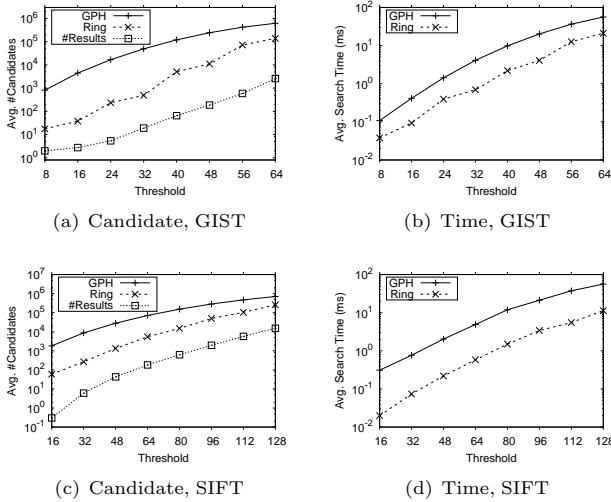 Avg. #Candidates
10^6
10^5
10^4
10^3
10^2
10^1
10^0
GPH
Ring
#Results
8 16 24 32 40 48 56 64
Threshold
(a) Candidate, GIST
Avg. Search Time (ms)
10^2
10^1
10^0
10^-1
10^-2
GPH
Ring
8 16 24 32 40 48 56 64
Threshold
(b) Time, GIST
Avg. #Candidates
10^7
10^6
10^5
10^4
10^3
10^2
10^1
10^0
10^-1
GPH
Ring
#Results
16 32 48 64 80 96 112 128
Threshold
(c) Candidate, SIFT
Avg. Search Time (ms)
10^2
10^1
10^0
10^-1
10^-2
GPH
Ring
16 32 48 64 80 96 112 128
Threshold
(d) Time, SIFT